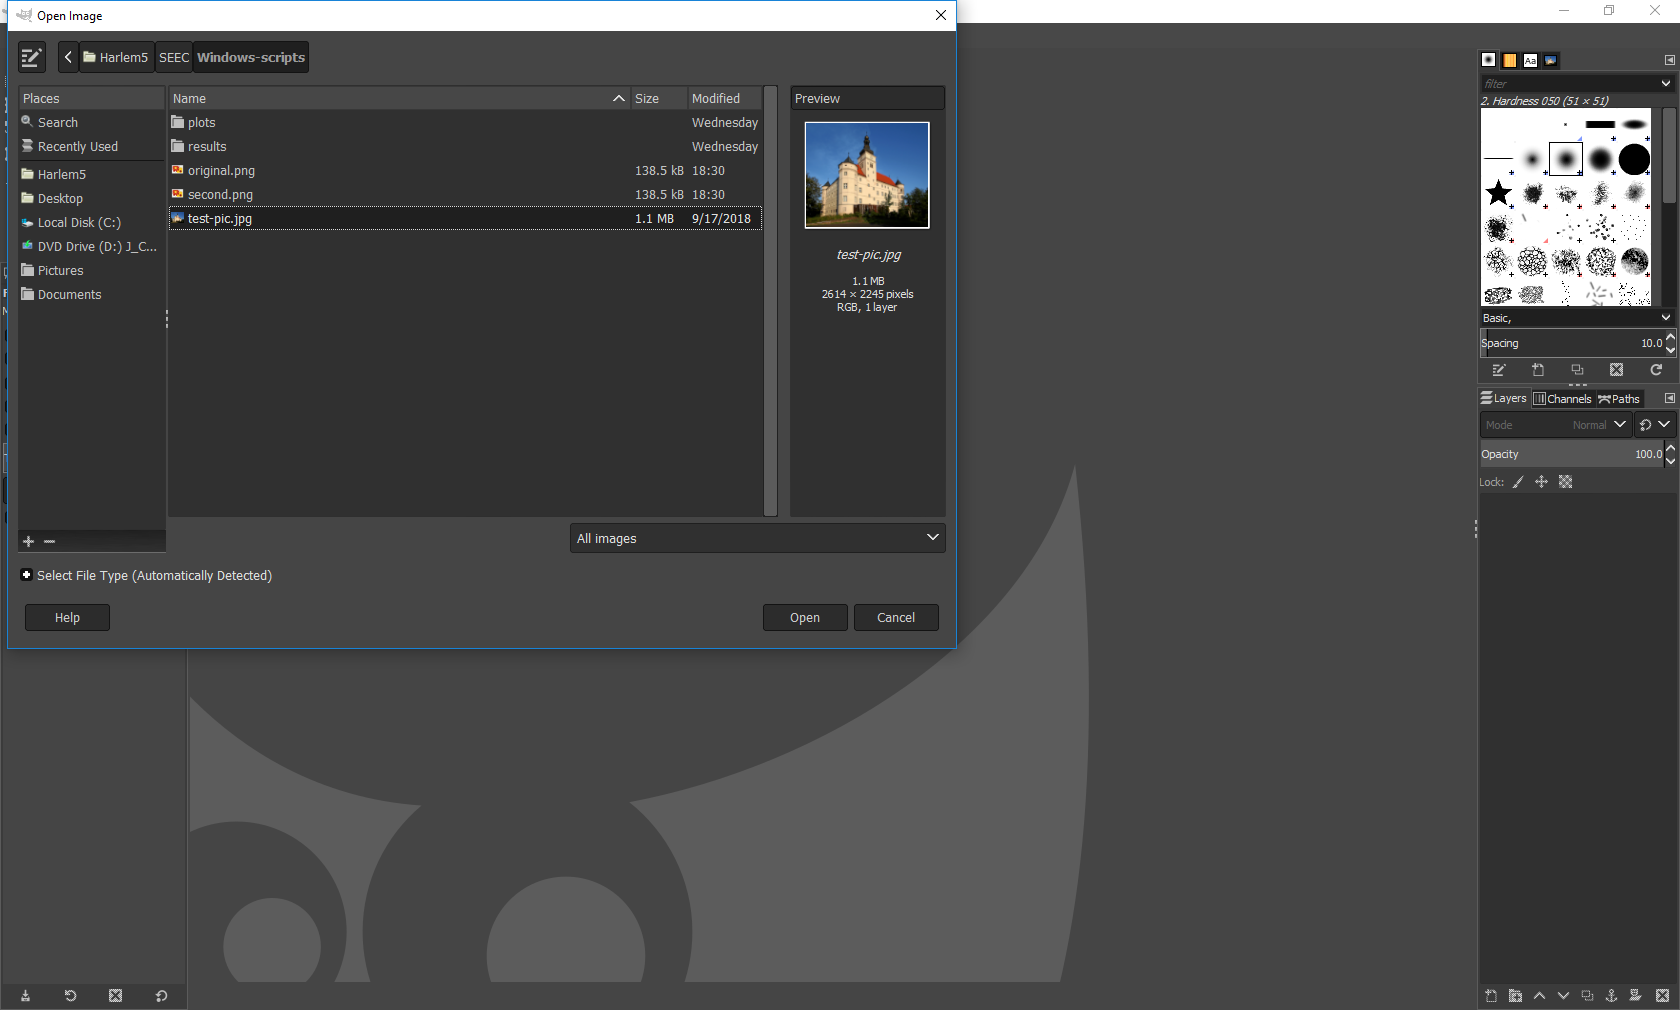 Open Image
Harlem5 SEEC Windows-scripts
Places
Search
Recently Used
Harlem5
Desktop
Local Disk (C:)
DVD Drive (D:) J_C...
Pictures
Documents
Name Size Modified
plots Wednesday
results Wednesday
original.png 138.5 kB 18:30
second.png 138.5 kB 18:30
test-pic.jpg 1.1 MB 9/17/2018
Preview
test-pic.jpg
1.1 MB
2614 × 2245 pixels
RGB, 1 layer
All images
Select File Type (Automatically Detected)
Help Open Cancel
Aa
filter
2. Hardness 050 (51 × 51)
Basic,
Spacing 10.0
Layers Channels Paths
Mode Normal
Opacity 100.0
Lock: